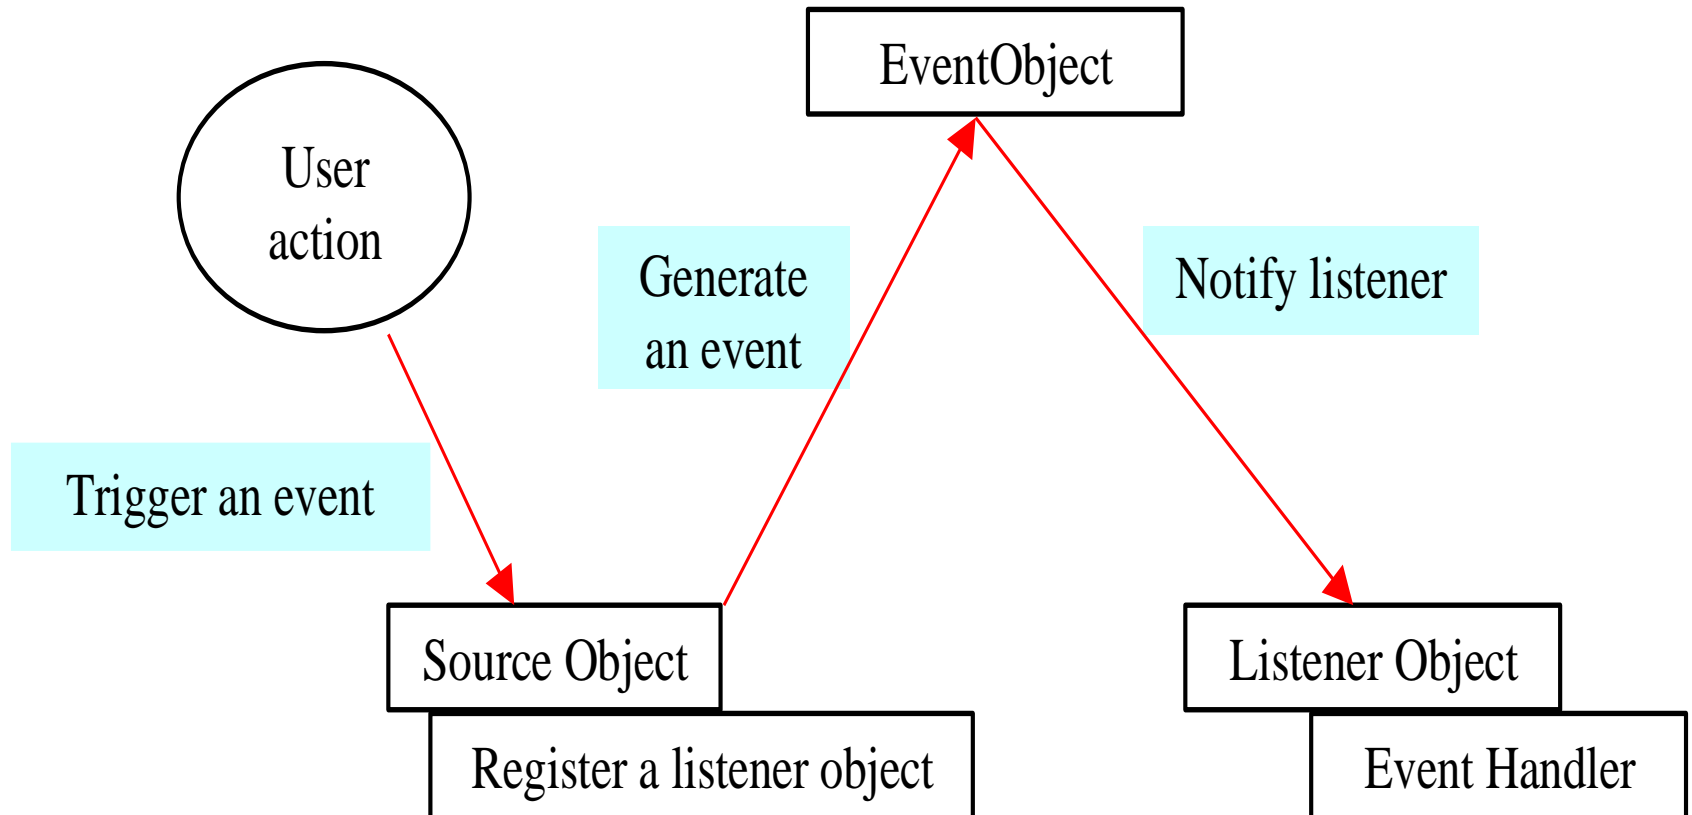 EventObject
User
action
Generate
an event
Notify listener
Trigger an event
Source Object
Listener Object
Register a listener object
Event Handler